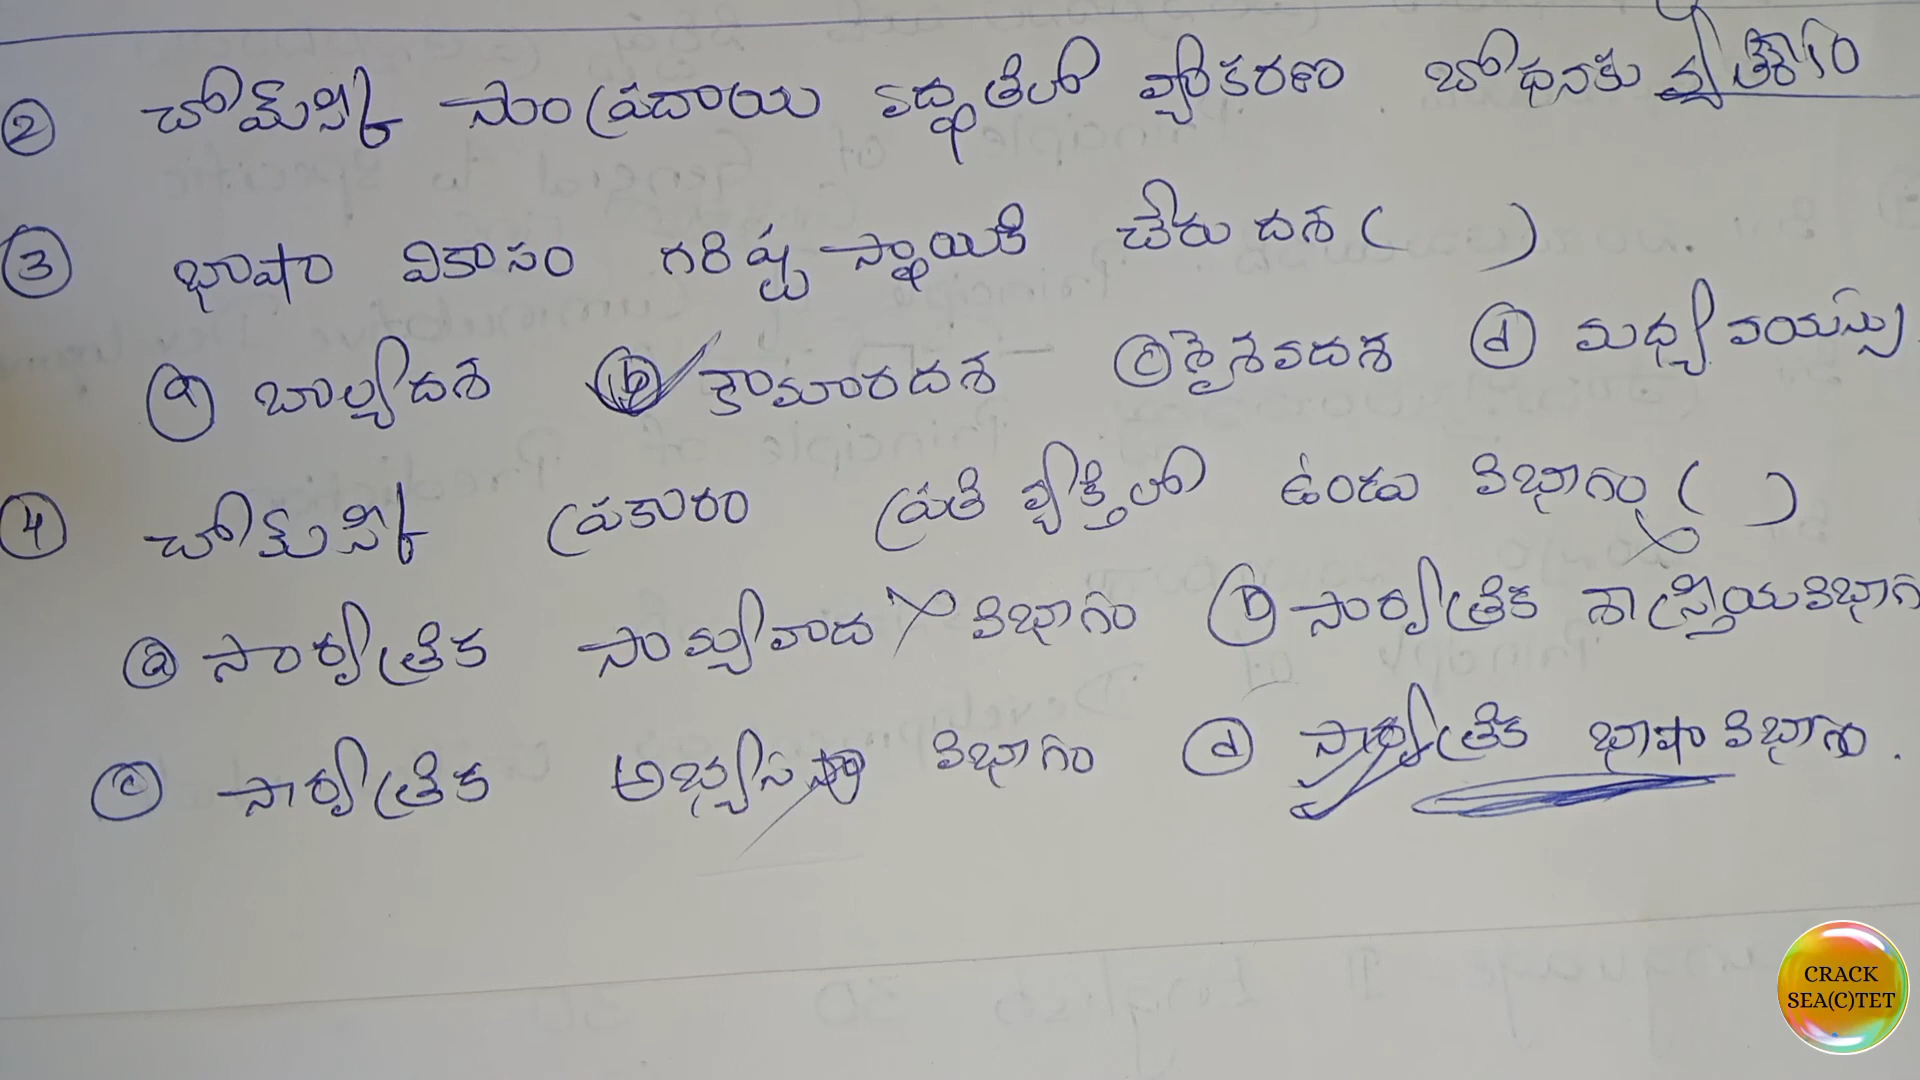 ② చోమ్‌స్కీ సాంప్రదాయ పద్ధతిలో వ్యాకరణ బోధనకు వ్యతిరేకం
③ భాషా వికాసం గరిష్ట స్థాయికి చేరు దశ ( )
ⓐ బాల్యదశ ⓑ కౌమారదశ ⓒ శైశవదశ ⓓ మధ్యవయస్సు
④ చోమ్‌స్కీ ప్రకారం ప్రతి వ్యక్తిలో ఉండు విభాగం ( )
ⓐ సార్వత్రిక సామ్యవాద విభాగం ⓑ సార్వత్రిక శాస్త్రీయ విభాగ
ⓒ సార్వత్రిక అభ్యసనా విభాగం ⓓ సార్వత్రిక భాషా విభాగం.
CRACK
SEA(C)TET